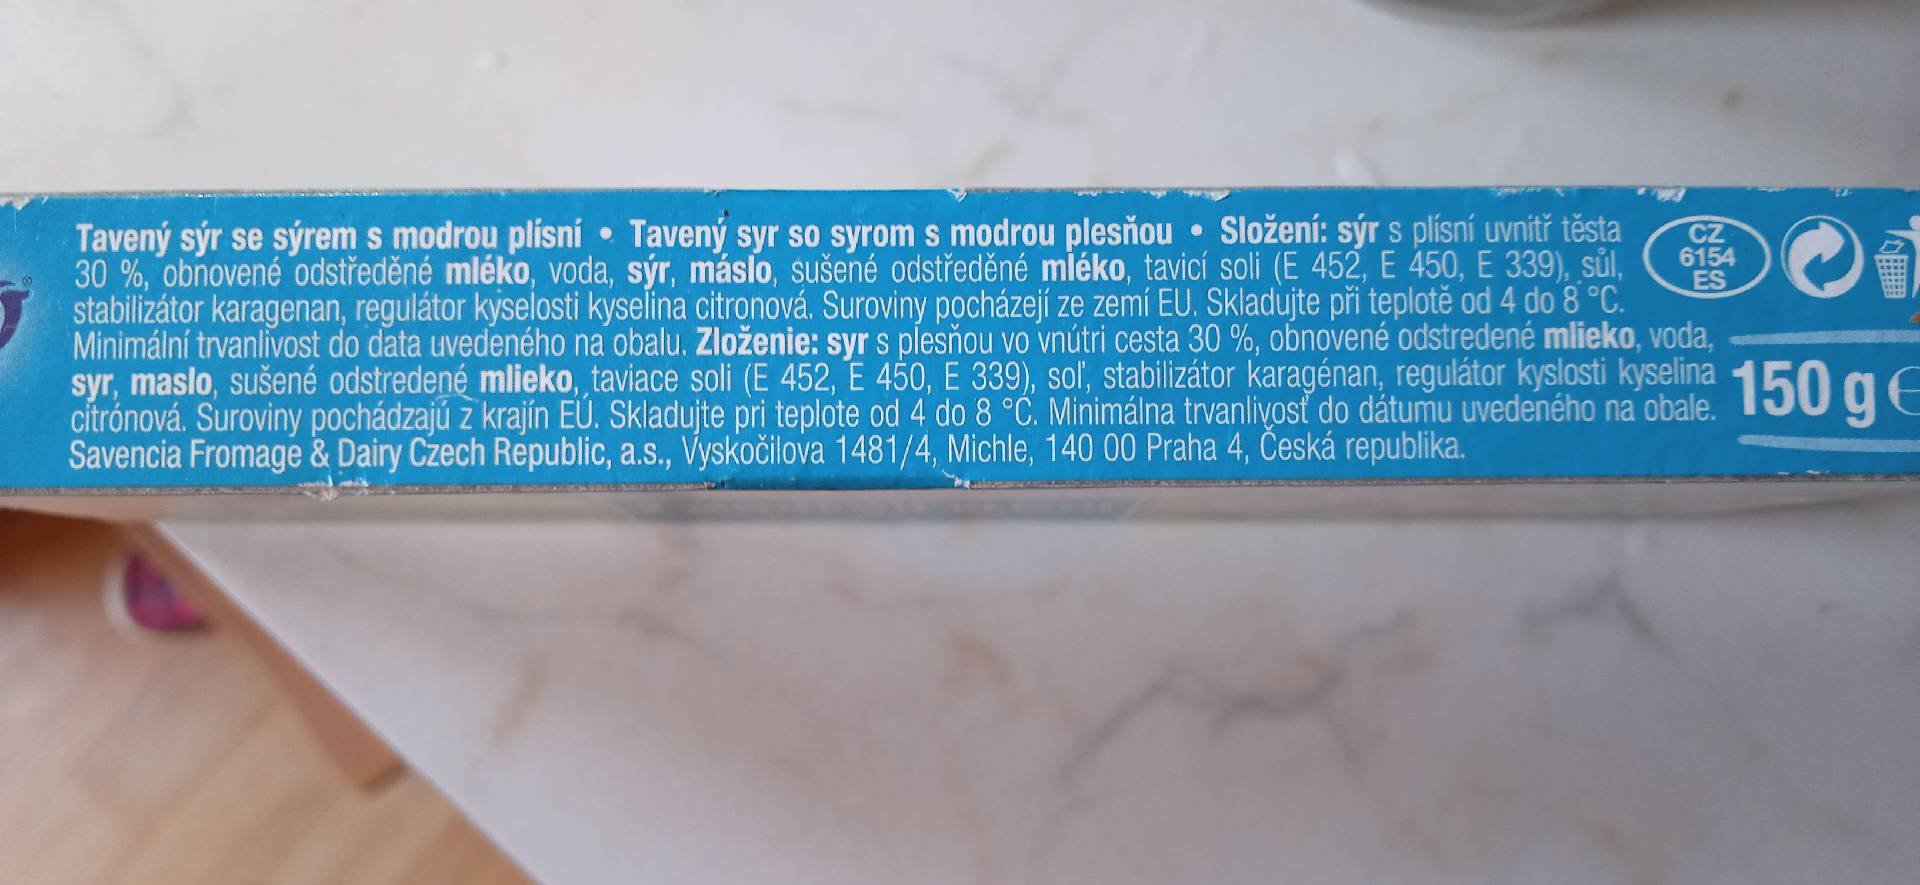 Tavený sýr se sýrem s modrou plísní • Tavený syr so syrom s modrou plesňou • Složení: sýr s plísní uvnitř těsta
30 %, obnovené odstředěné mléko, voda, sýr, máslo, sušené odstředěné mléko, tavicí soli (E 452, E 450, E 339), sůl,
stabilizátor karagenan, regulátor kyselosti kyselina citronová. Suroviny pocházejí ze zemí EU. Skladujte při teplotě od 4 do 8 °C.
Minimální trvanlivost do data uvedeného na obalu. Zloženie: syr s plesňou vo vnútri cesta 30 %, obnovené odstredené mlieko, voda,
syr, maslo, sušené odstredené mlieko, taviace soli (E 452, E 450, E 339), soľ, stabilizátor karagénan, regulátor kyslosti kyselina
citrónová. Suroviny pochádzajú z krajín EÚ. Skladujte pri teplote od 4 do 8 °C. Minimálna trvanlivosť do dátumu uvedeného na obale.
Savencia Fromage & Dairy Czech Republic, a.s., Vyskočilova 1481/4, Michle, 140 00 Praha 4, Česká republika.
CZ
6154
ES
150 g e